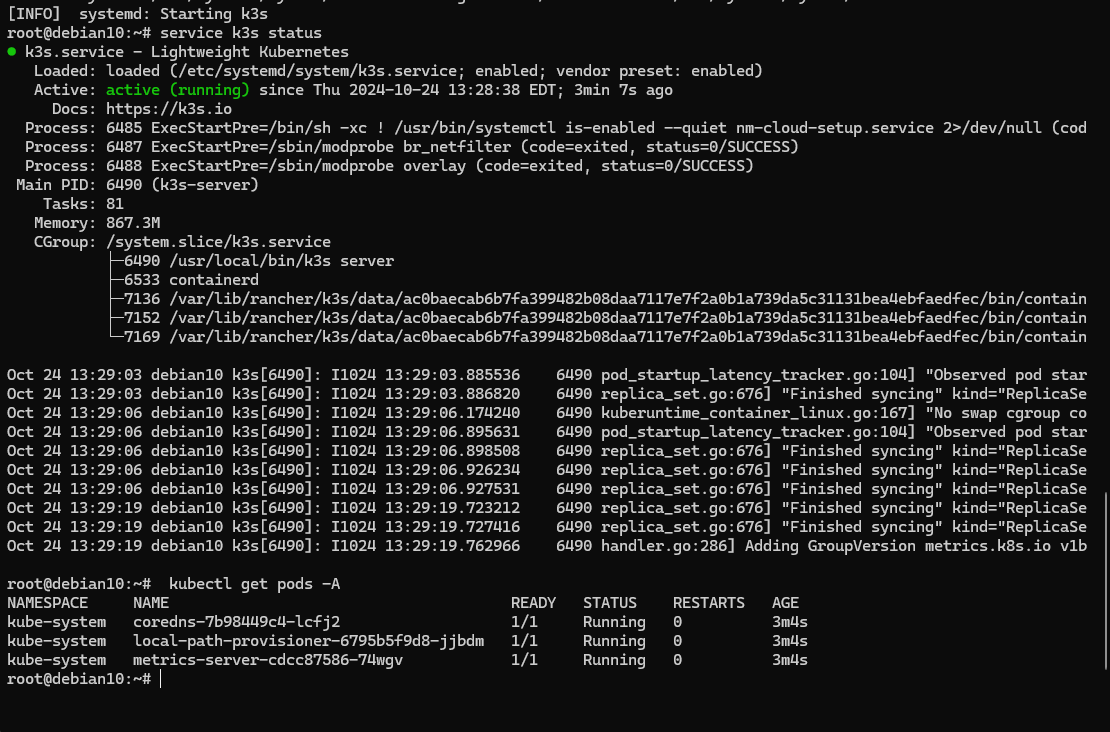 [INFO]  systemd: Starting k3s
root@debian10:~# service k3s status
● k3s.service - Lightweight Kubernetes
   Loaded: loaded (/etc/systemd/system/k3s.service; enabled; vendor preset: enabled)
   Active: active (running) since Thu 2024-10-24 13:28:38 EDT; 3min 7s ago
     Docs: https://k3s.io
  Process: 6485 ExecStartPre=/bin/sh -xc ! /usr/bin/systemctl is-enabled --quiet nm-cloud-setup.service 2>/dev/null (cod
  Process: 6487 ExecStartPre=/sbin/modprobe br_netfilter (code=exited, status=0/SUCCESS)
  Process: 6488 ExecStartPre=/sbin/modprobe overlay (code=exited, status=0/SUCCESS)
 Main PID: 6490 (k3s-server)
    Tasks: 81
   Memory: 867.3M
   CGroup: /system.slice/k3s.service
           ├─6490 /usr/local/bin/k3s server
           ├─6533 containerd
           ├─7136 /var/lib/rancher/k3s/data/ac0baecab6b7fa399482b08daa7117e7f2a0b1a739da5c31131bea4ebfaedfec/bin/contain
           ├─7152 /var/lib/rancher/k3s/data/ac0baecab6b7fa399482b08daa7117e7f2a0b1a739da5c31131bea4ebfaedfec/bin/contain
           └─7169 /var/lib/rancher/k3s/data/ac0baecab6b7fa399482b08daa7117e7f2a0b1a739da5c31131bea4ebfaedfec/bin/contain
Oct 24 13:29:03 debian10 k3s[6490]: I1024 13:29:03.885536    6490 pod_startup_latency_tracker.go:104] "Observed pod star
Oct 24 13:29:03 debian10 k3s[6490]: I1024 13:29:03.886820    6490 replica_set.go:676] "Finished syncing" kind="ReplicaSe
Oct 24 13:29:06 debian10 k3s[6490]: I1024 13:29:06.174240    6490 kuberuntime_container_linux.go:167] "No swap cgroup co
Oct 24 13:29:06 debian10 k3s[6490]: I1024 13:29:06.895631    6490 pod_startup_latency_tracker.go:104] "Observed pod star
Oct 24 13:29:06 debian10 k3s[6490]: I1024 13:29:06.898508    6490 replica_set.go:676] "Finished syncing" kind="ReplicaSe
Oct 24 13:29:06 debian10 k3s[6490]: I1024 13:29:06.926234    6490 replica_set.go:676] "Finished syncing" kind="ReplicaSe
Oct 24 13:29:06 debian10 k3s[6490]: I1024 13:29:06.927531    6490 replica_set.go:676] "Finished syncing" kind="ReplicaSe
Oct 24 13:29:19 debian10 k3s[6490]: I1024 13:29:19.723212    6490 replica_set.go:676] "Finished syncing" kind="ReplicaSe
Oct 24 13:29:19 debian10 k3s[6490]: I1024 13:29:19.727416    6490 replica_set.go:676] "Finished syncing" kind="ReplicaSe
Oct 24 13:29:19 debian10 k3s[6490]: I1024 13:29:19.762966    6490 handler.go:286] Adding GroupVersion metrics.k8s.io v1b
root@debian10:~#  kubectl get pods -A
NAMESPACE     NAME                                      READY   STATUS    RESTARTS   AGE
kube-system   coredns-7b98449c4-lcfj2                   1/1     Running   0          3m4s
kube-system   local-path-provisioner-6795b5f9d8-jjbdm   1/1     Running   0          3m4s
kube-system   metrics-server-cdcc87586-74wgv            1/1     Running   0          3m4s
root@debian10:~#